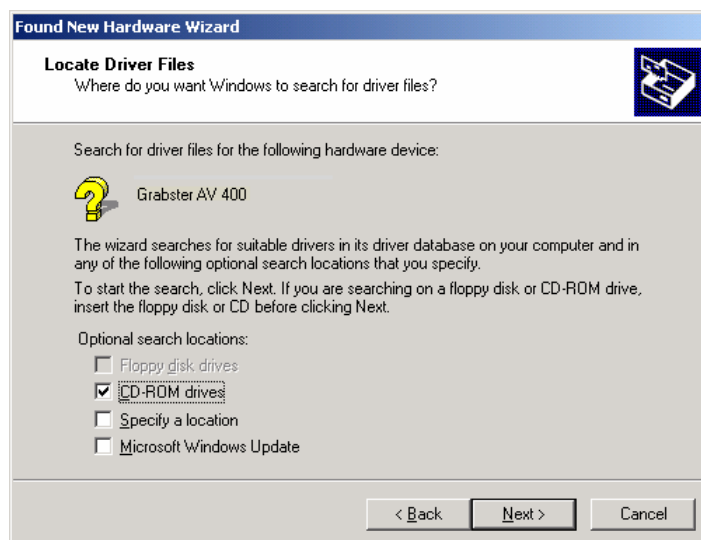 Found New Hardware Wizard
Locate Driver Files
Where do you want Windows to search for driver files?
Search for driver files for the following hardware device:
Grabster AV 400
The wizard searches for suitable drivers in its driver database on your computer and in
any of the following optional search locations that you specify.
To start the search, click Next. If you are searching on a floppy disk or CD-ROM drive,
insert the floppy disk or CD before clicking Next.
Optional search locations:
Floppy disk drives
CD-ROM drives
Specify a location
Microsoft Windows Update
< Back Next > Cancel